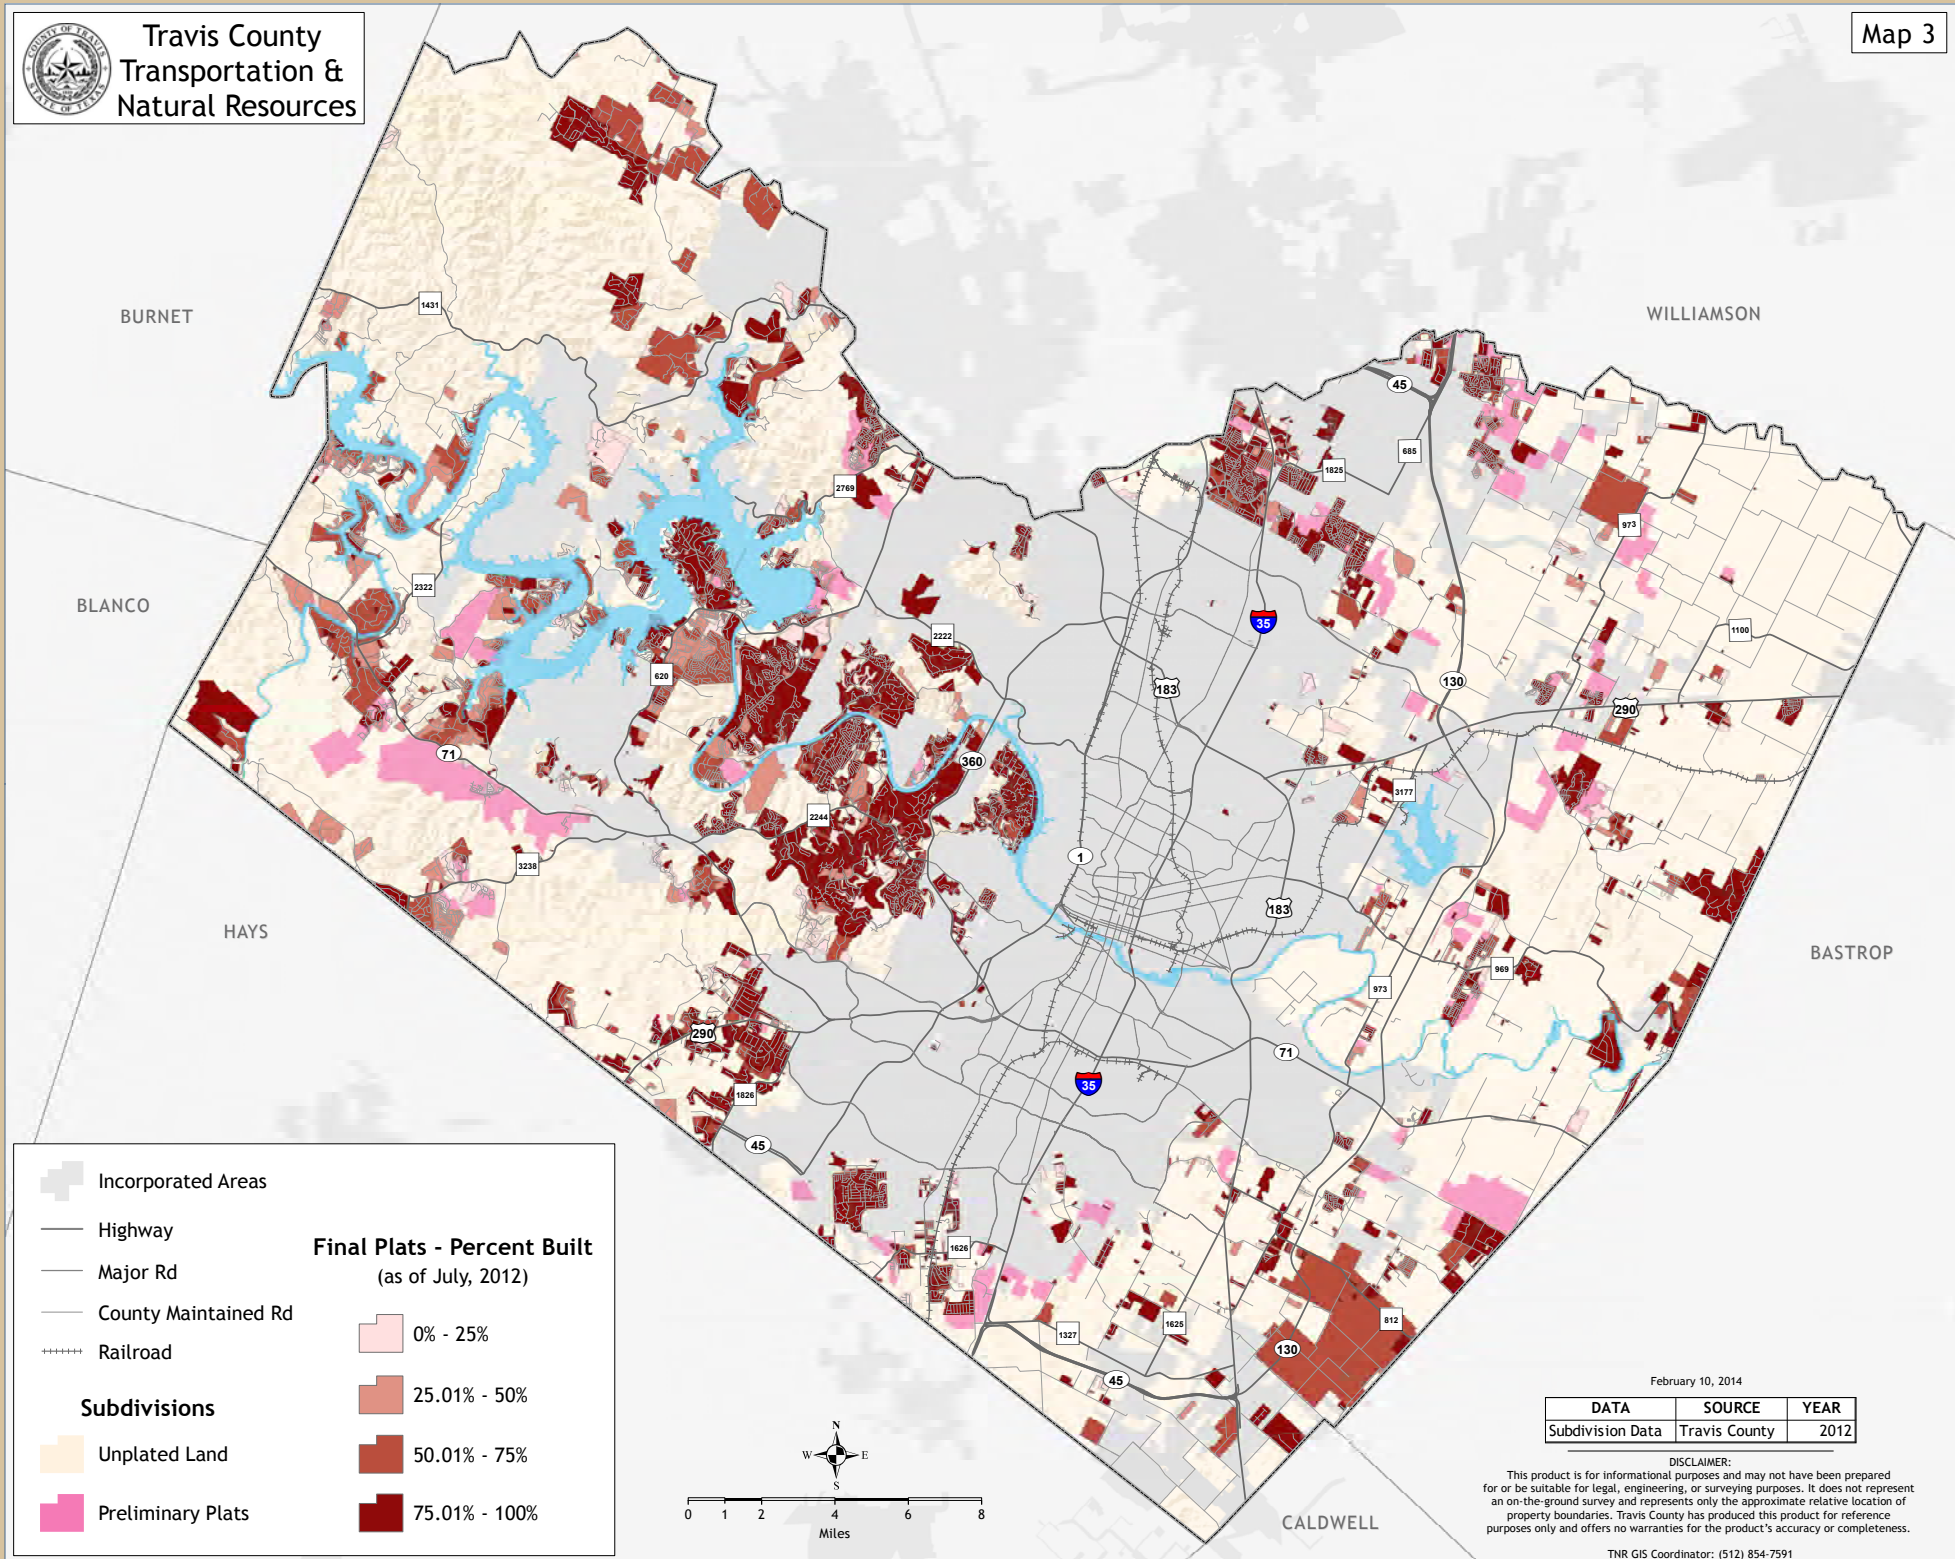 Travis County
Transportation &
Natural Resources
COUNTY OF TRAVIS
STATE OF TEXAS
Map 3
BURNET
WILLIAMSON
BLANCO
HAYS
BASTROP
CALDWELL
1431
2769
2322
620
2222
71
360
2244
3238
290
1826
45
45
685
1825
973
1100
35
130
183
290
3177
1
183
969
973
71
35
1626
1327
1625
812
130
45
Incorporated Areas
Highway
Major Rd
County Maintained Rd
Railroad
Subdivisions
Unplated Land
Preliminary Plats
Final Plats - Percent Built
(as of July, 2012)
0% - 25%
25.01% - 50%
50.01% - 75%
75.01% - 100%
N
W E
S
0 1 2 4 6 8
Miles
February 10, 2014
DATA SOURCE YEAR
Subdivision Data Travis County 2012
DISCLAIMER:
This product is for informational purposes and may not have been prepared
for or be suitable for legal, engineering, or surveying purposes. It does not represent
an on-the-ground survey and represents only the approximate relative location of
property boundaries. Travis County has produced this product for reference
purposes only and offers no warranties for the product's accuracy or completeness.
TNR GIS Coordinator: (512) 854-7591